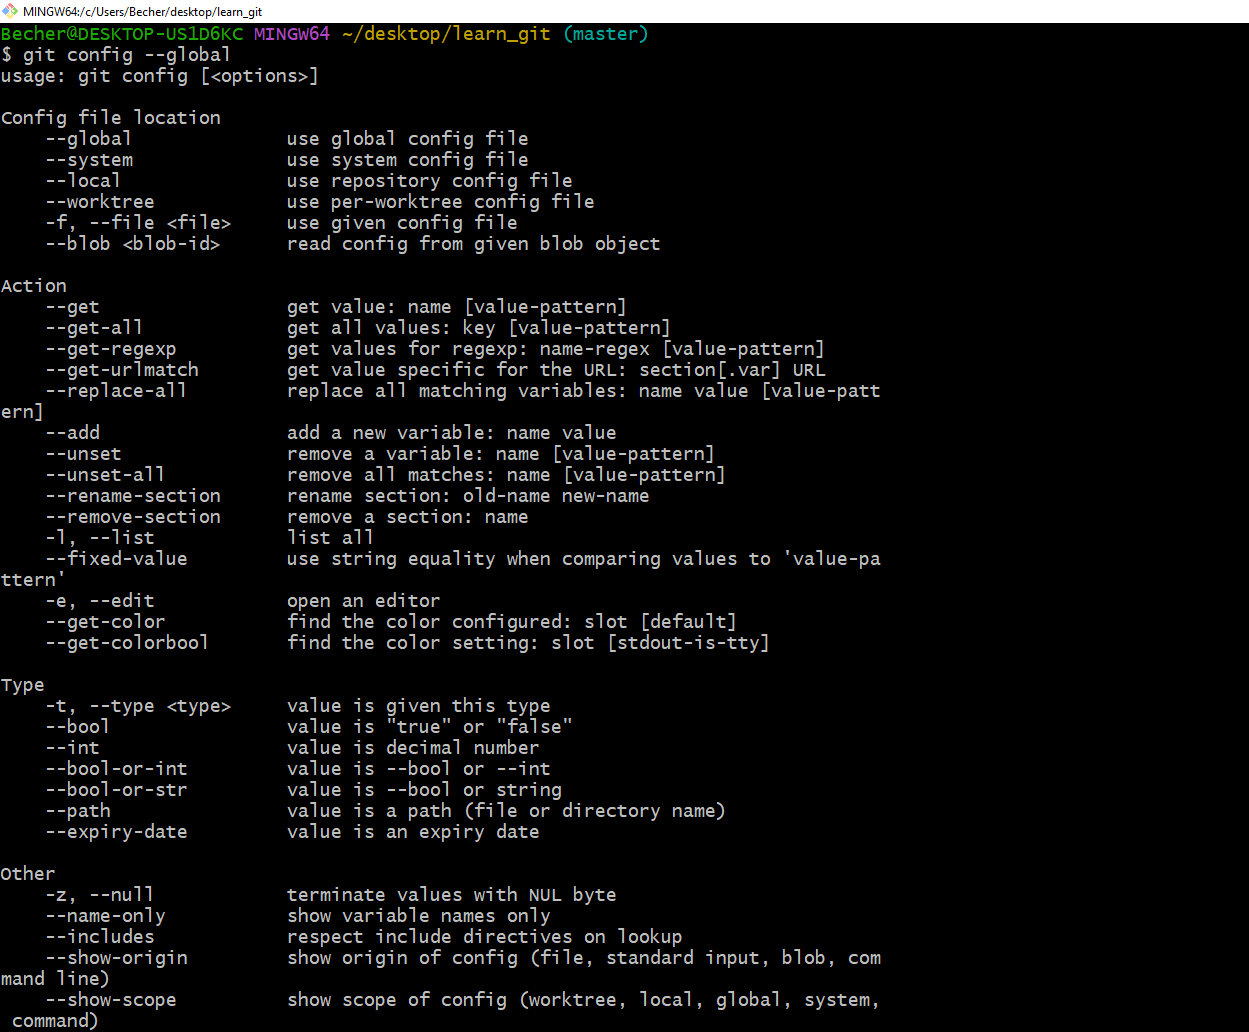 MINGW64:/c/Users/Becher/desktop/learn_git
Becher@DESKTOP-US1D6KC MINGW64 ~/desktop/learn_git (master)
$ git config --global
usage: git config [<options>]

Config file location
    --global              use global config file
    --system              use system config file
    --local               use repository config file
    --worktree            use per-worktree config file
    -f, --file <file>     use given config file
    --blob <blob-id>      read config from given blob object

Action
    --get                 get value: name [value-pattern]
    --get-all             get all values: key [value-pattern]
    --get-regexp          get values for regexp: name-regex [value-pattern]
    --get-urlmatch        get value specific for the URL: section[.var] URL
    --replace-all         replace all matching variables: name value [value-patt
ern]
    --add                 add a new variable: name value
    --unset               remove a variable: name [value-pattern]
    --unset-all           remove all matches: name [value-pattern]
    --rename-section      rename section: old-name new-name
    --remove-section      remove a section: name
    -l, --list            list all
    --fixed-value         use string equality when comparing values to 'value-pa
ttern'
    -e, --edit            open an editor
    --get-color           find the color configured: slot [default]
    --get-colorbool       find the color setting: slot [stdout-is-tty]

Type
    -t, --type <type>     value is given this type
    --bool                value is "true" or "false"
    --int                 value is decimal number
    --bool-or-int         value is --bool or --int
    --bool-or-str         value is --bool or string
    --path                value is a path (file or directory name)
    --expiry-date         value is an expiry date

Other
    -z, --null            terminate values with NUL byte
    --name-only           show variable names only
    --includes            respect include directives on lookup
    --show-origin         show origin of config (file, standard input, blob, com
mand line)
    --show-scope          show scope of config (worktree, local, global, system,
 command)